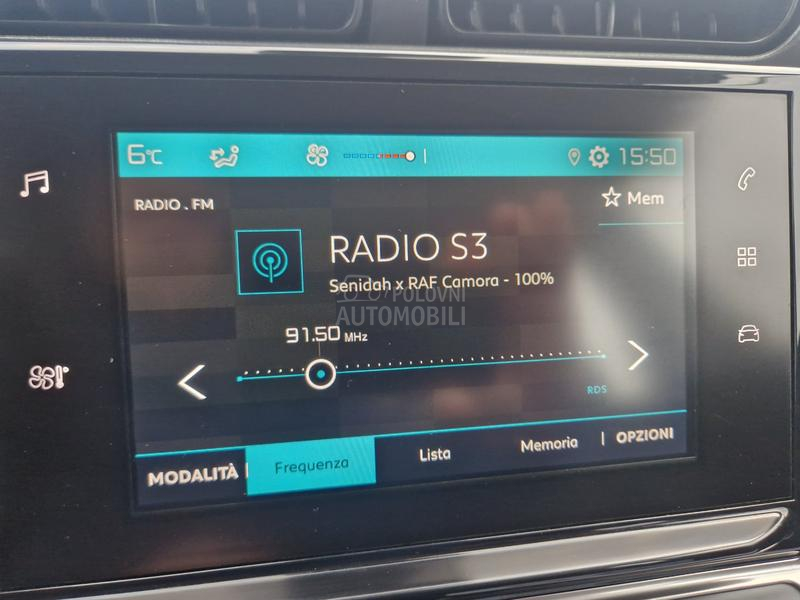 6°C
15:50
RADIO . FM
Mem
RADIO S3
Senidah x RAF Camora - 100%
POLOVNI
AUTOMOBILI
91.50 MHz
RDS
MODALITÀ
Frequenza
Lista
Memoria
OPZIONI